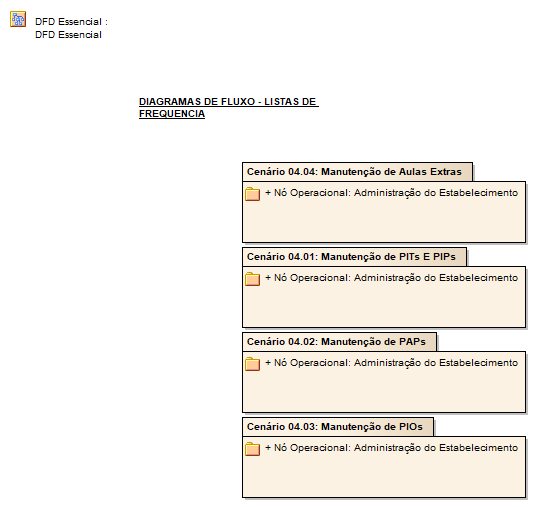 DFD Essencial :
DFD Essencial
DIAGRAMAS DE FLUXO - LISTAS DE
FREQUENCIA
Cenário 04.04: Manutenção de Aulas Extras
+ Nó Operacional: Administração do Estabelecimento
Cenário 04.01: Manutenção de PITs E PIPs
+ Nó Operacional: Administração do Estabelecimento
Cenário 04.02: Manutenção de PAPs
+ Nó Operacional: Administração do Estabelecimento
Cenário 04.03: Manutenção de PIOs
+ Nó Operacional: Administração do Estabelecimento